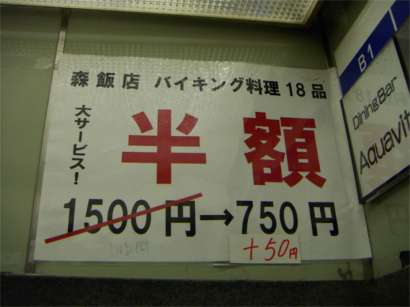 森飯店 バイキング料理18品
大サービス!
半額
1500円→750円
+50円
B1
Dining Bar
Aquavit